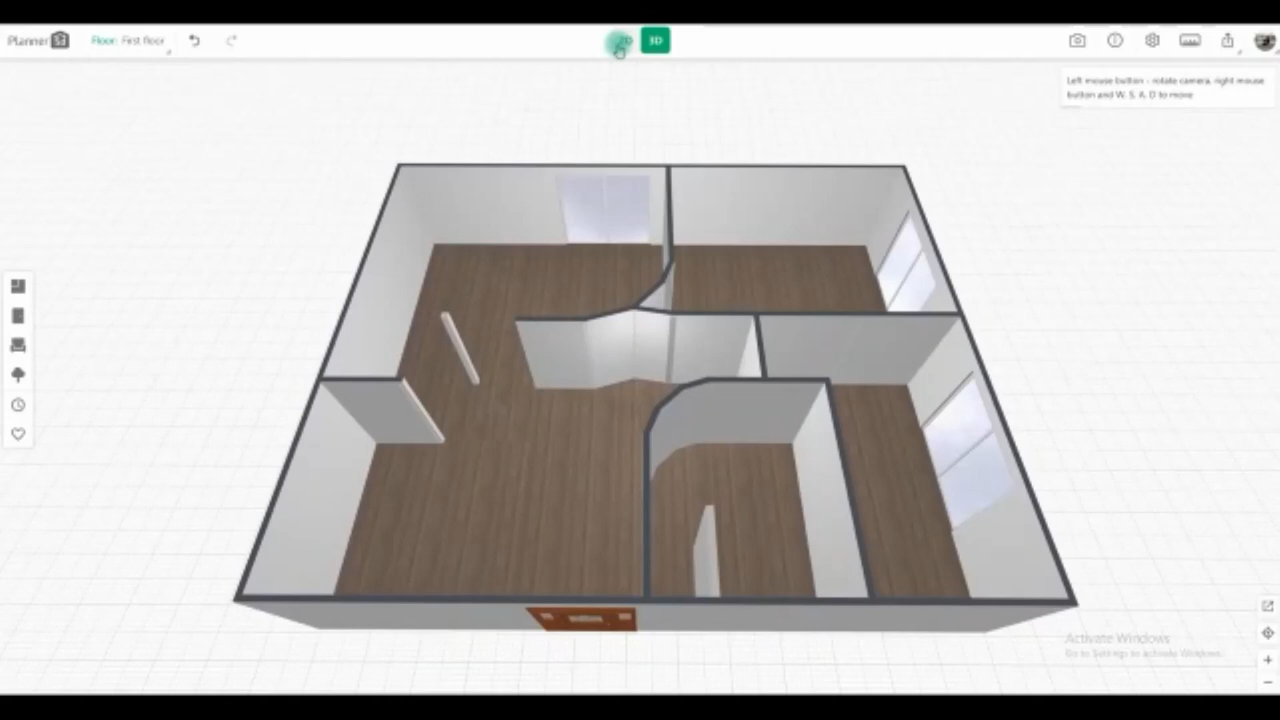 Planner
Floor: First floor
2D
3D
Left mouse button - rotate camera, right mouse
button and W, S, A, D to move
Activate Windows
Go to Settings to activate Windows.